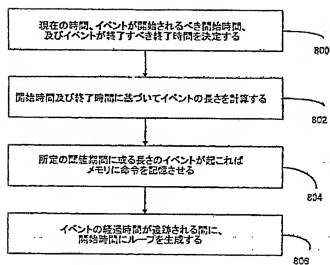 現在の時間、イベントが開始されるべき開始時間、
及びイベントが終了すべき終了時間を決定する
800
開始時間及び終了時間に基づいてイベントの長さを計算する
802
所定の閾値期間に成る長さのイベントが起これば
メモリに命令を記憶させる
804
イベントの経過時間が追跡される間に、
開始時間にループを生成する
806